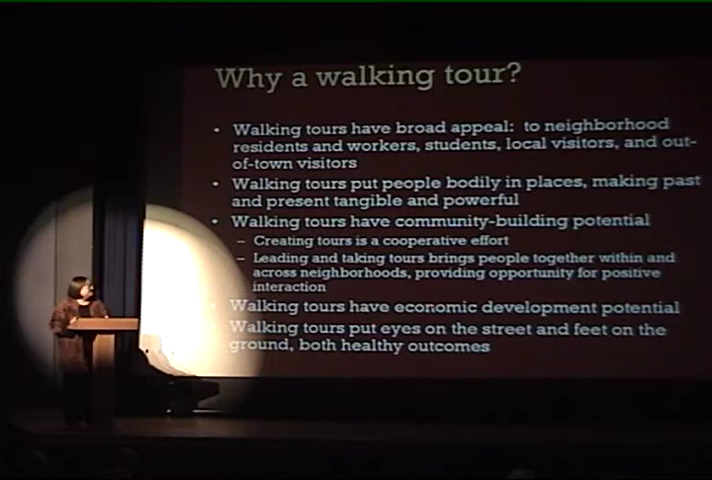 Why a walking tour?
• Walking tours have broad appeal: to neighborhood
residents and workers, students, local visitors, and out-
of-town visitors
• Walking tours put people bodily in places, making past
and present tangible and powerful
• Walking tours have community-building potential
– Creating tours is a cooperative effort
– Leading and taking tours brings people together within and
across neighborhoods, providing opportunity for positive
interaction
Walking tours have economic development potential
Walking tours put eyes on the street and feet on the
ground, both healthy outcomes